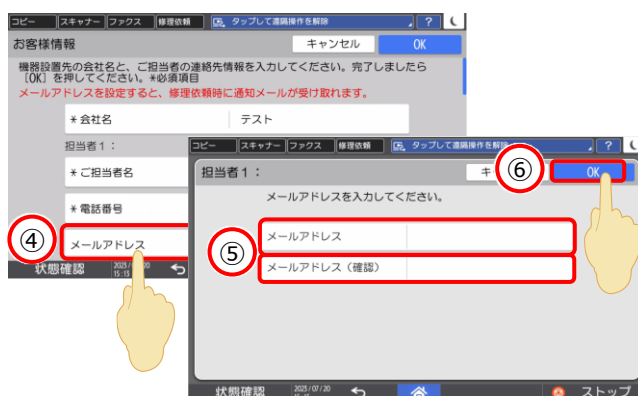 コピー スキャナー ファクス 修理依頼 タップして遠隔操作を解除 ?
お客様情報 キャンセル OK
機器設置先の会社名と、ご担当者の連絡先情報を入力してください。完了しましたら
［OK］を押してください。*必須項目
メールアドレスを設定すると、修理依頼時に通知メールが受け取れます。
*会社名 テスト
担当者1：
*ご担当者名
*電話番号
④ メールアドレス
状態確認
15:15
コピー スキャナー ファクス 修理依頼 タップして遠隔操作を解除 ?
担当者1： ⑥ OK
メールアドレスを入力してください。
⑤
メールアドレス
メールアドレス（確認）
状態確認 2023/07/20 ストップ